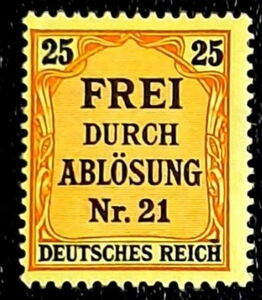 25 25
FREI
DURCH
ABLÖSUNG
Nr. 21
DEUTSCHES REICH